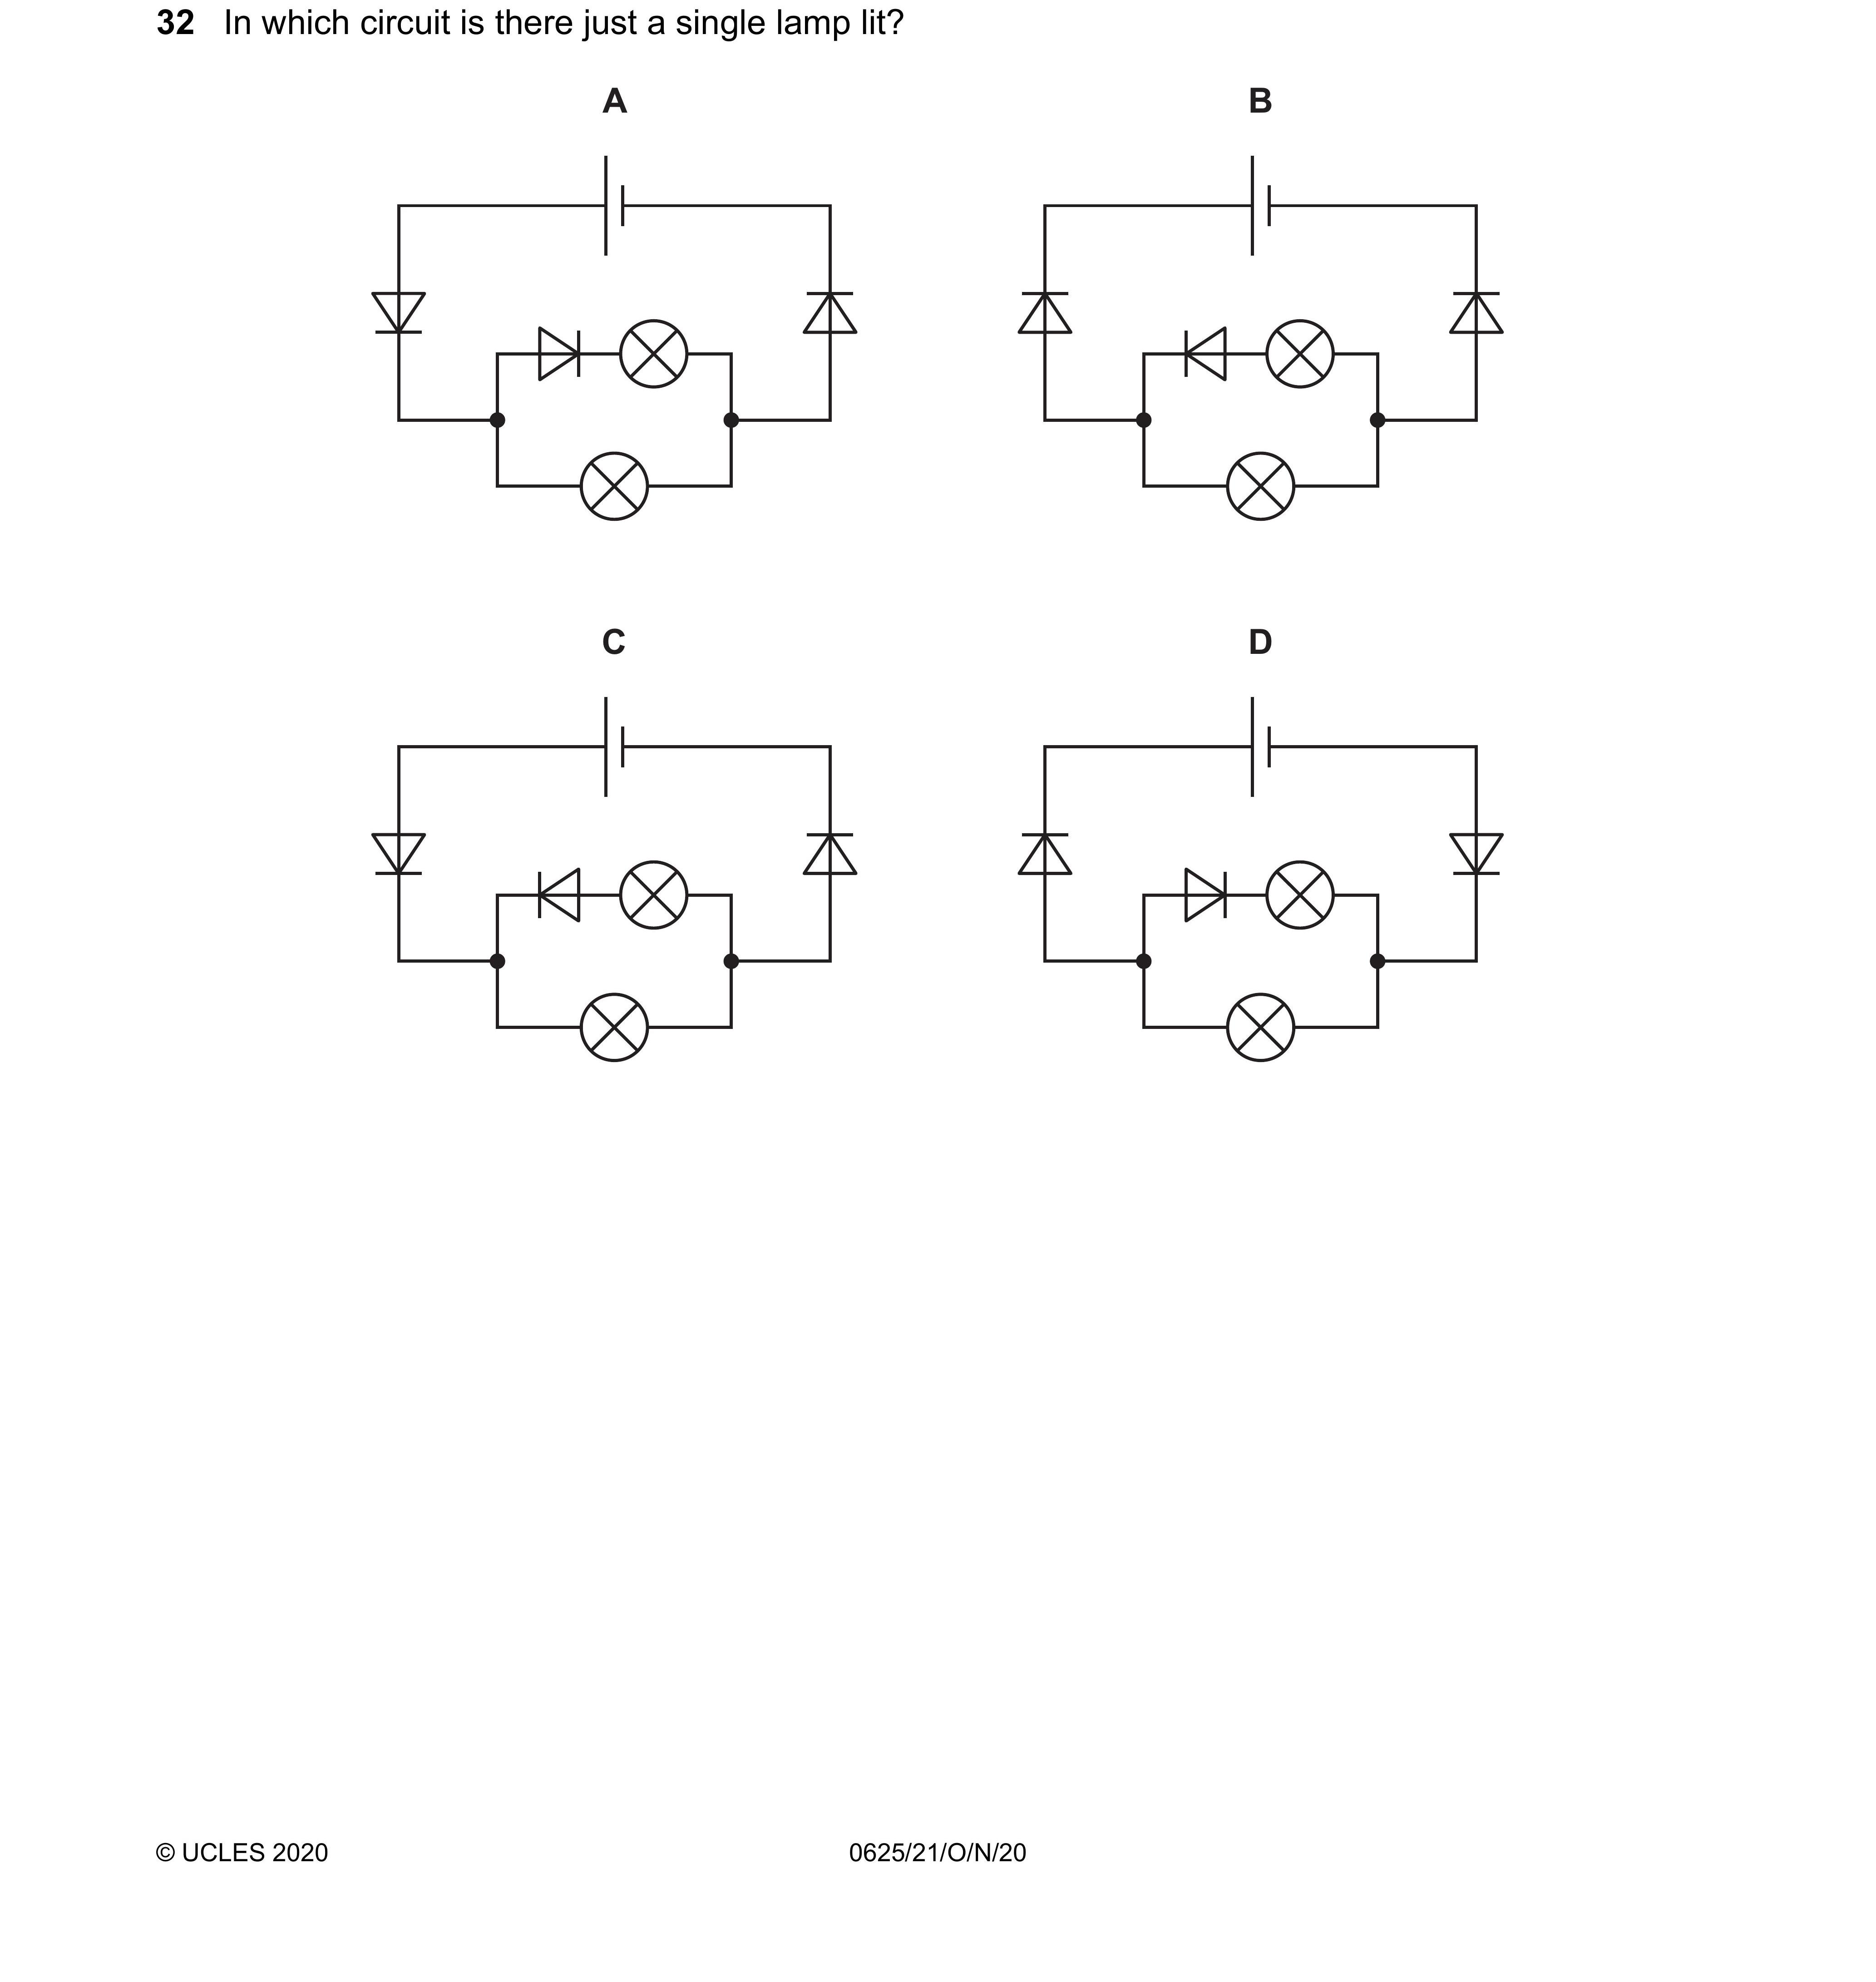 32 In which circuit is there just a single lamp lit?
A
B
C
D
© UCLES 2020
0625/21/O/N/20